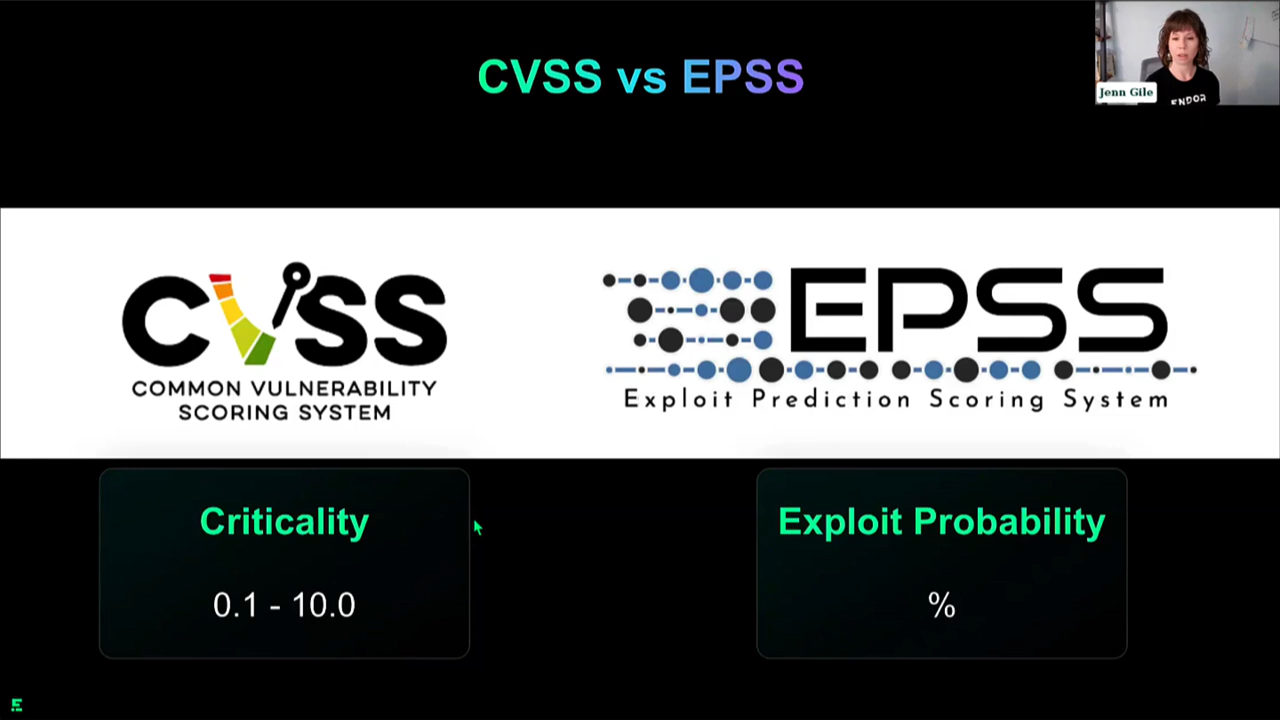 CVSS vs EPSS
Jenn Gile
ENDOR
CVSS
COMMON VULNERABILITY
SCORING SYSTEM
EPSS
Exploit Prediction Scoring System
Criticality
0.1 - 10.0
Exploit Probability
%